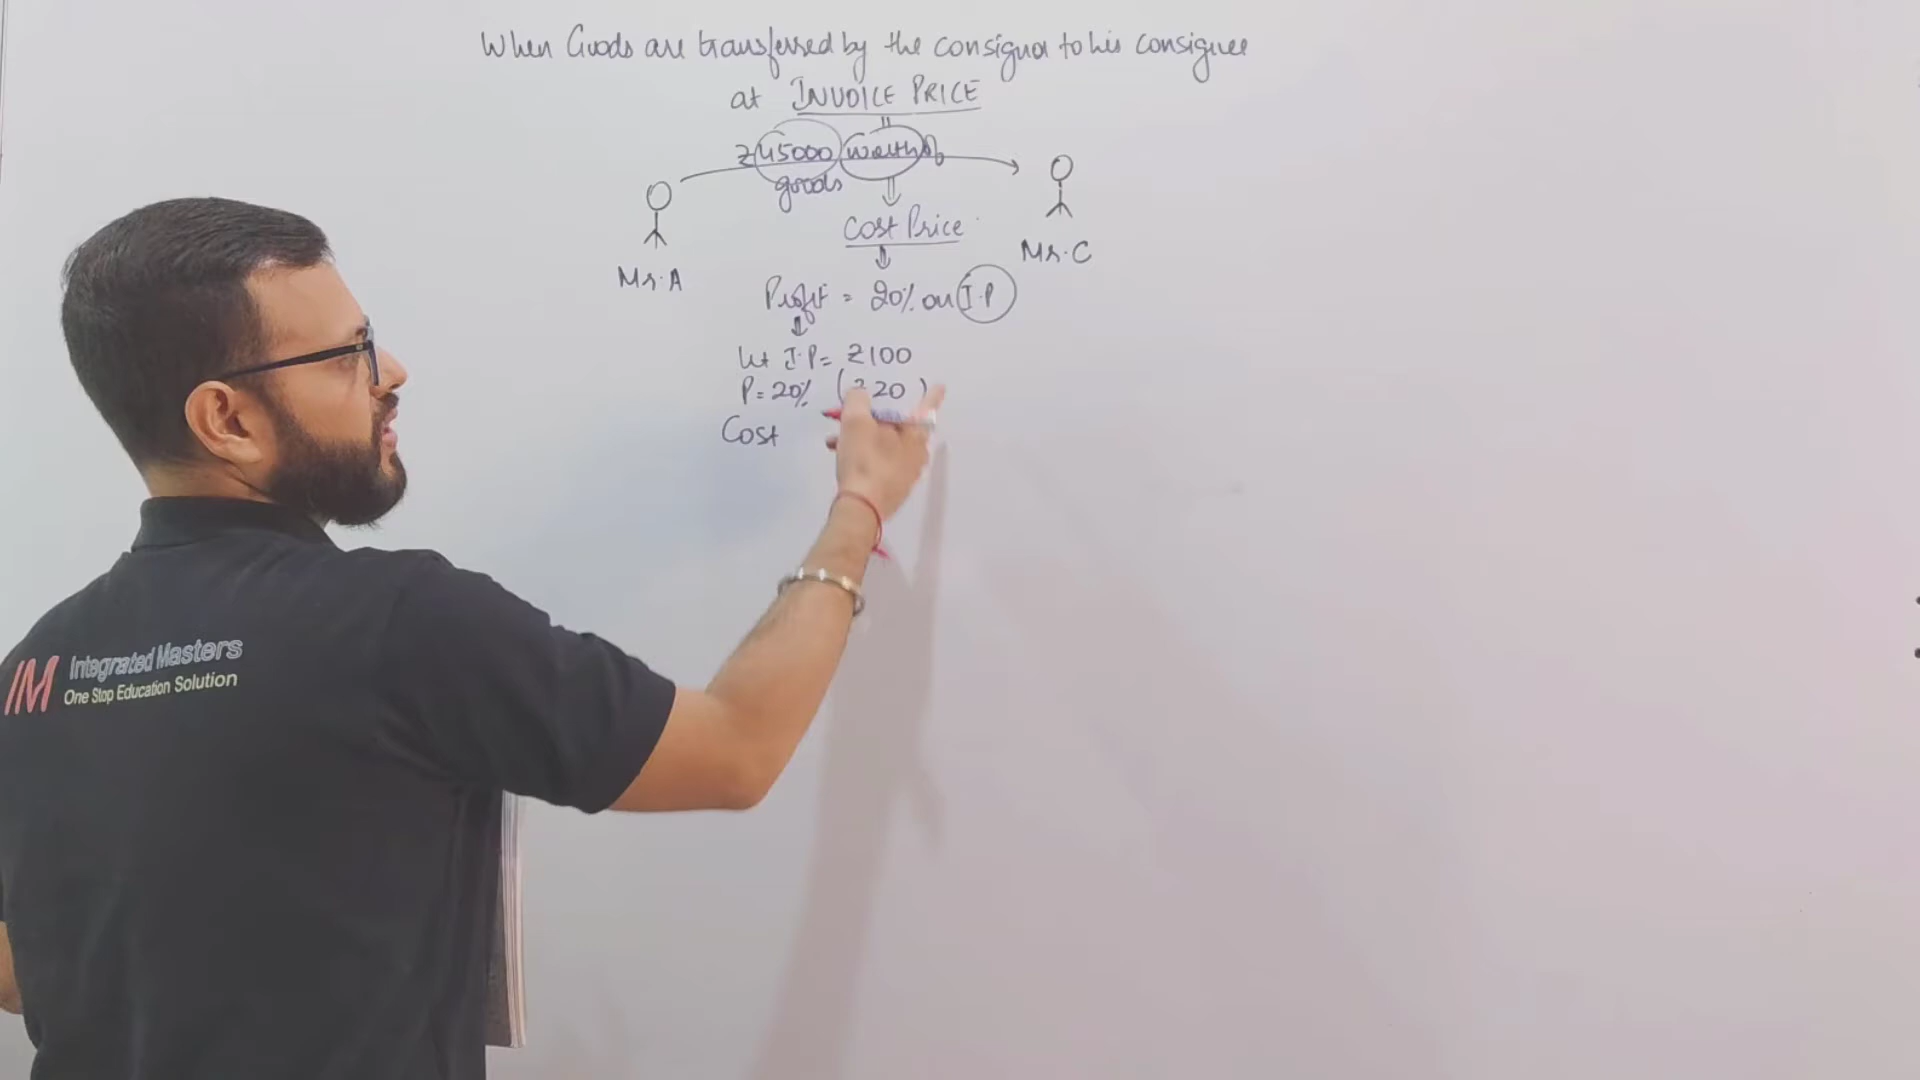 When Goods are transferred by the consignor to his consignee
at INVOICE PRICE
₹45000 worth of
goods
Cost Price
Mr. A
Mr. C
Profit = 20% on I.P
let I.P = ₹100
P = 20% (₹20)
Cost
IM Integrated Masters
One Stop Education Solution